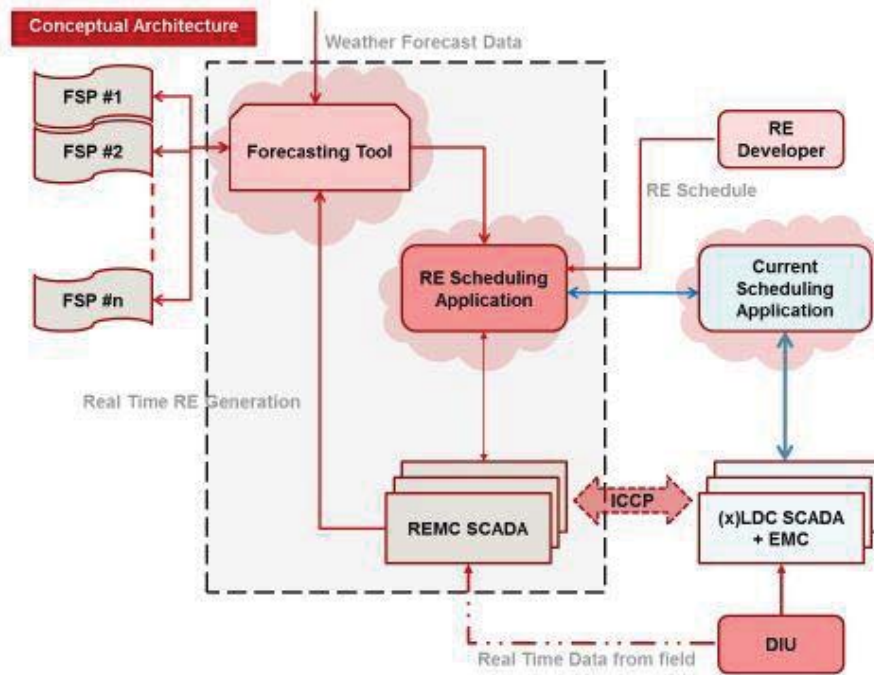 Conceptual Architecture
Weather Forecast Data
FSP #1
FSP #2
FSP #n
Forecasting Tool
RE
Developer
RE Schedule
RE Scheduling
Application
Current
Scheduling
Application
Real Time RE Generation
REMC SCADA
ICCP
(x)LDC SCADA
+ EMC
DIU
Real Time Data from field